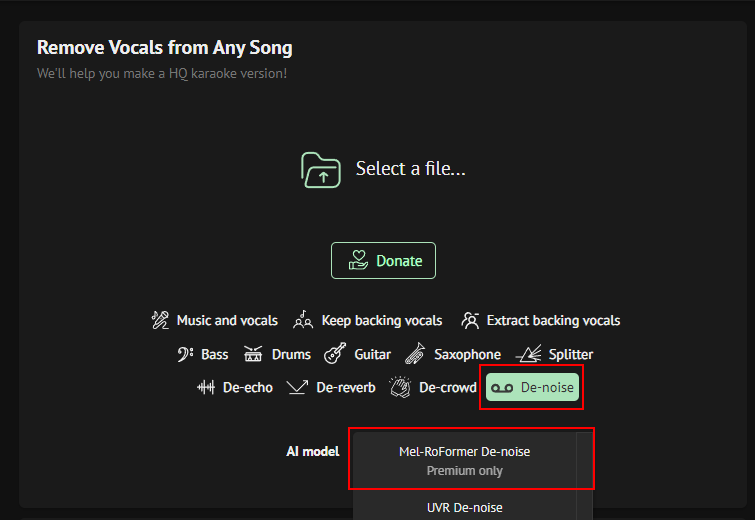 Remove Vocals from Any Song
We'll help you make a HQ karaoke version!
Select a file...
Donate
Music and vocals Keep backing vocals Extract backing vocals
Bass Drums Guitar Saxophone Splitter
De-echo De-reverb De-crowd De-noise
AI model Mel-RoFormer De-noise
Premium only
UVR De-noise